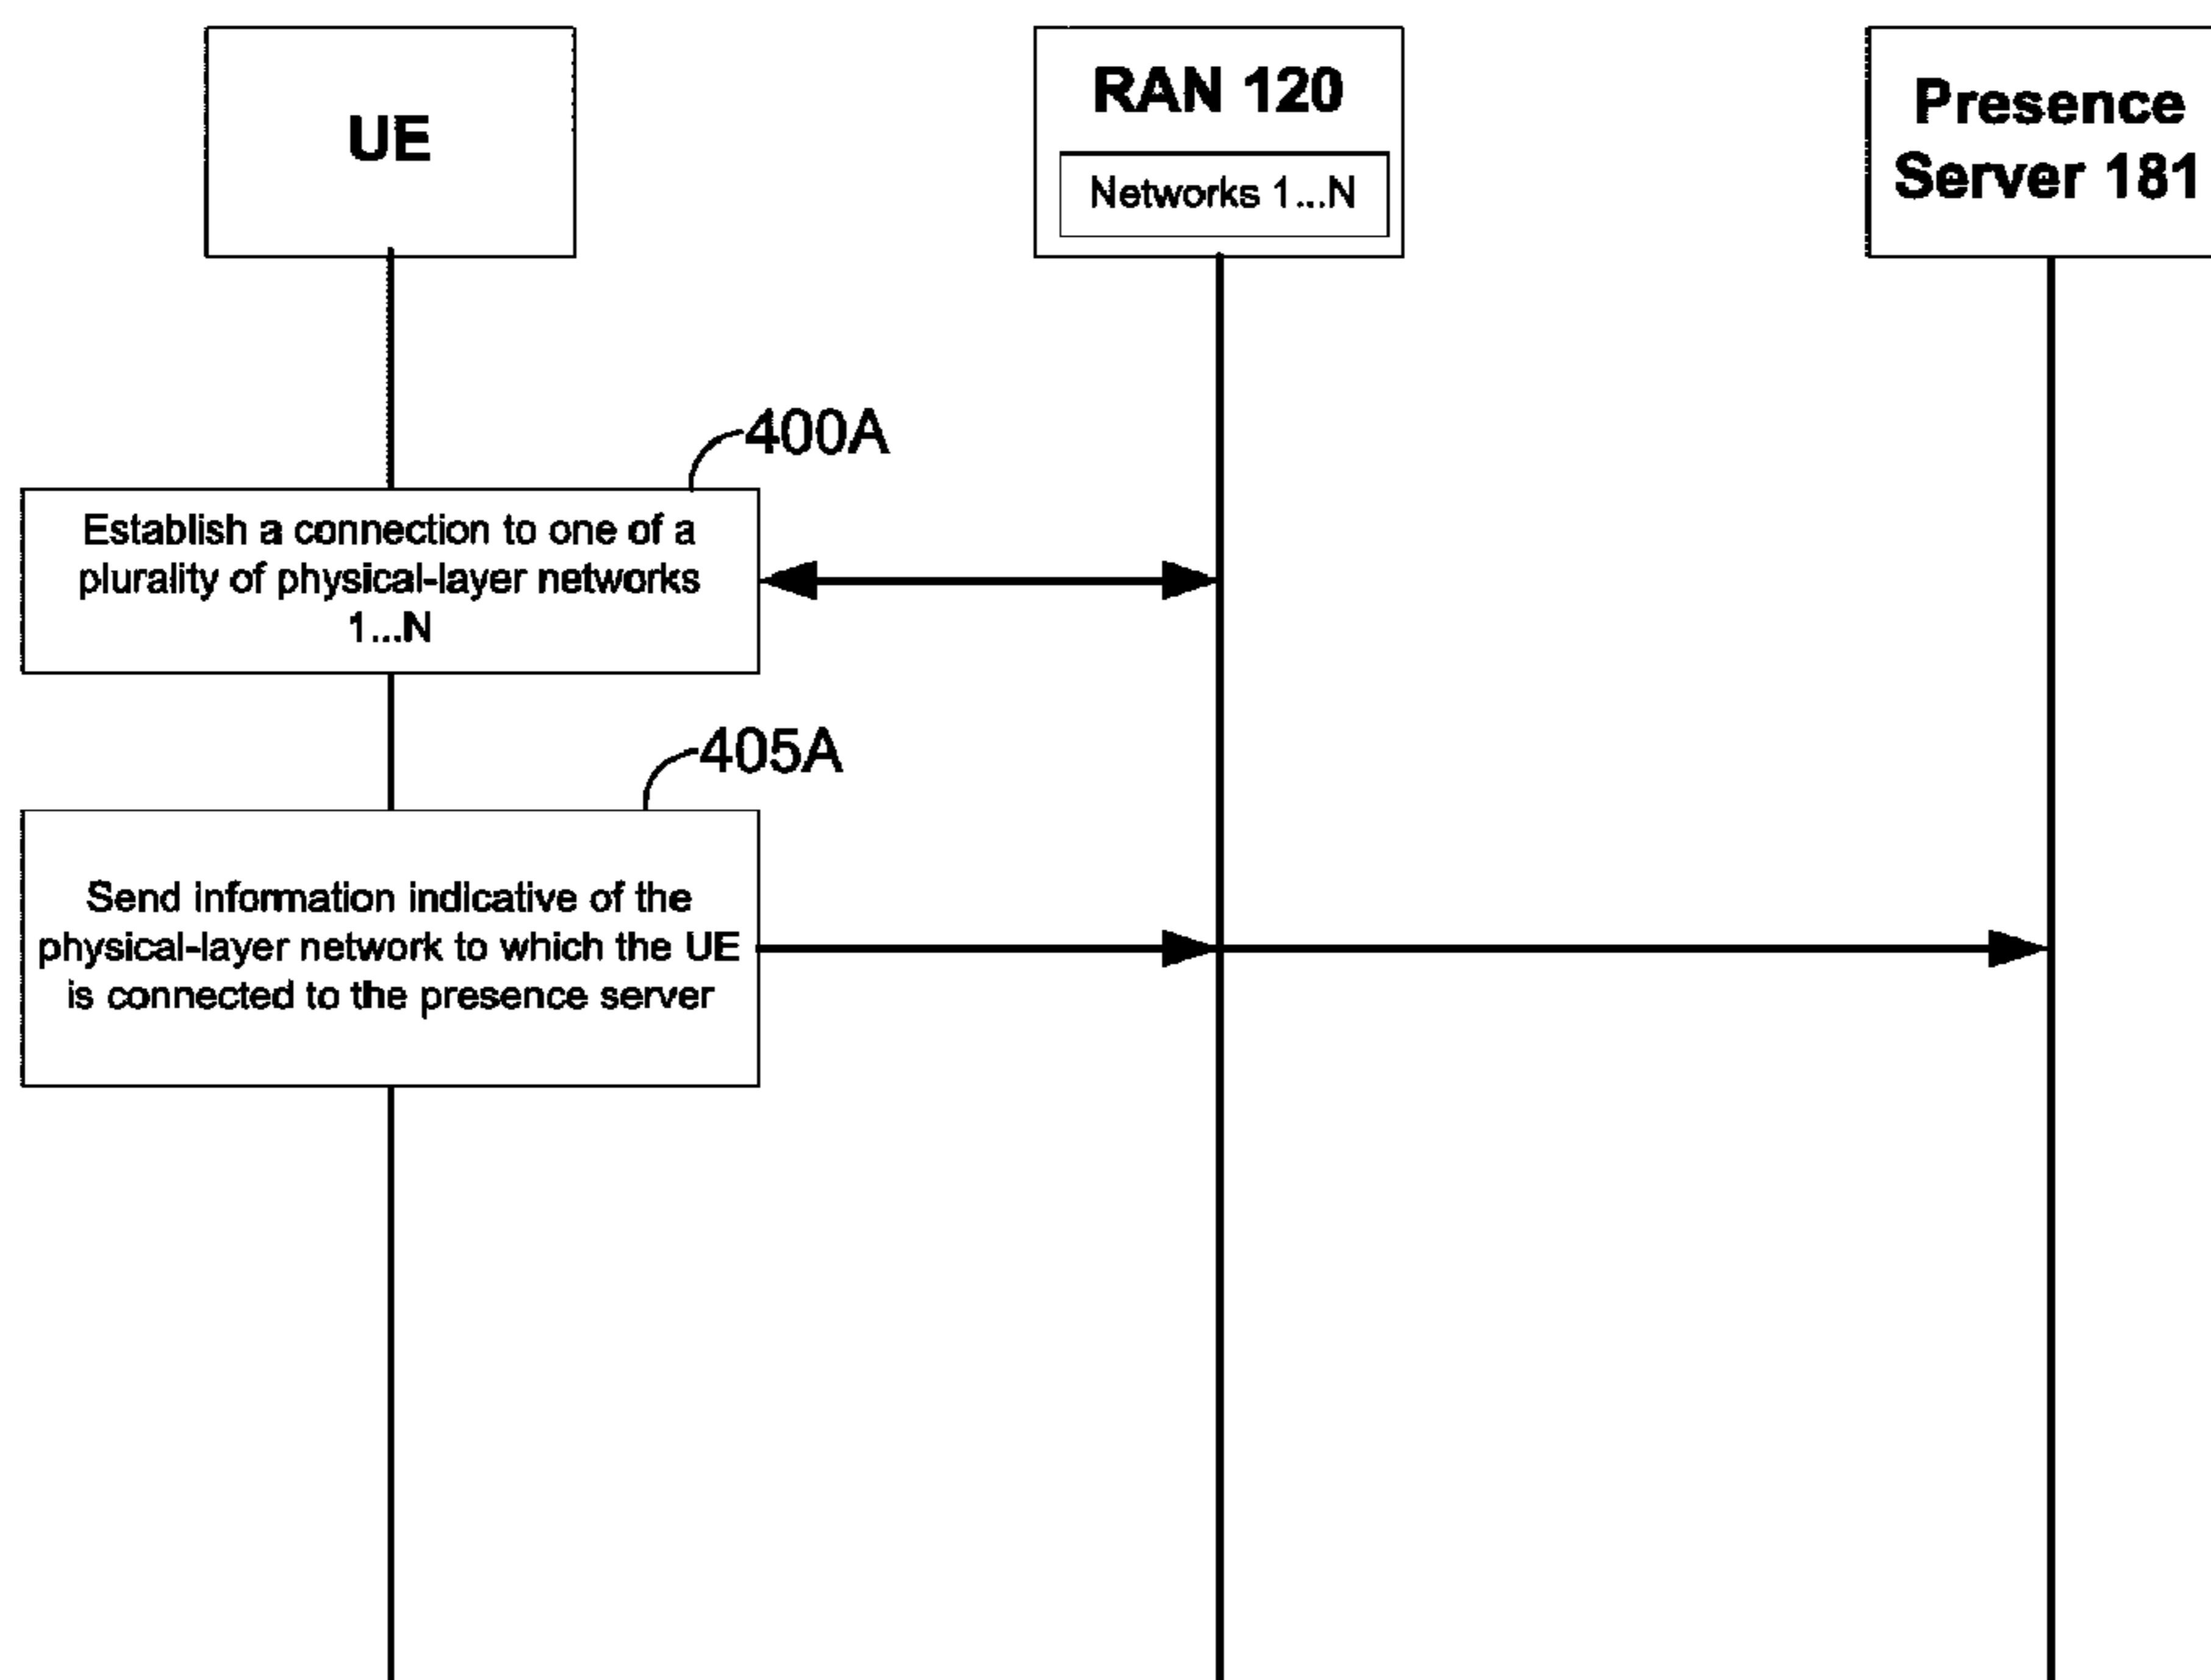 UE
RAN 120
Networks 1...N
Presence
Server 181
400A
Establish a connection to one of a
plurality of physical-layer networks
1...N
405A
Send information indicative of the
physical-layer network to which the UE
is connected to the presence server